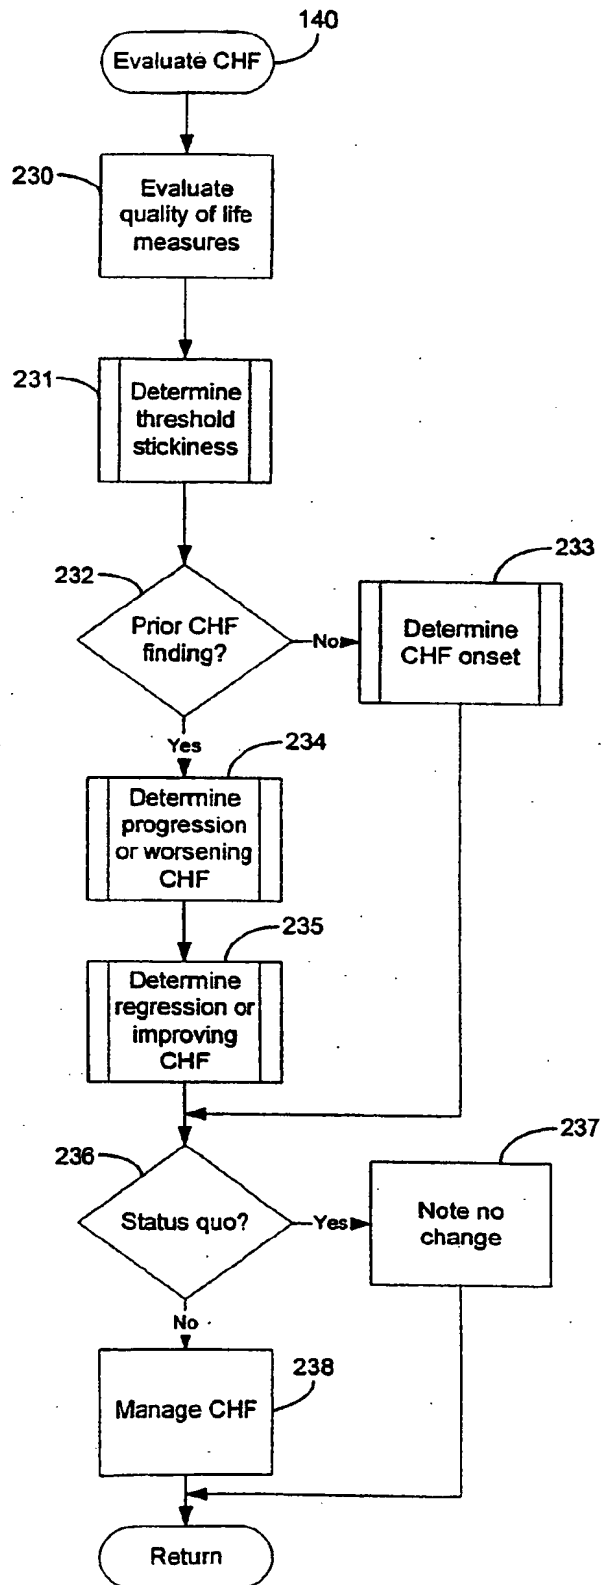 140
Evaluate CHF
230
Evaluate
quality of life
measures
231
Determine
threshold
stickiness
232
Prior CHF
finding?
No
233
Determine
CHF onset
Yes
234
Determine
progression
or worsening
CHF
235
Determine
regression or
improving
CHF
236
Status quo?
Yes
237
Note no
change
No
238
Manage CHF
Return